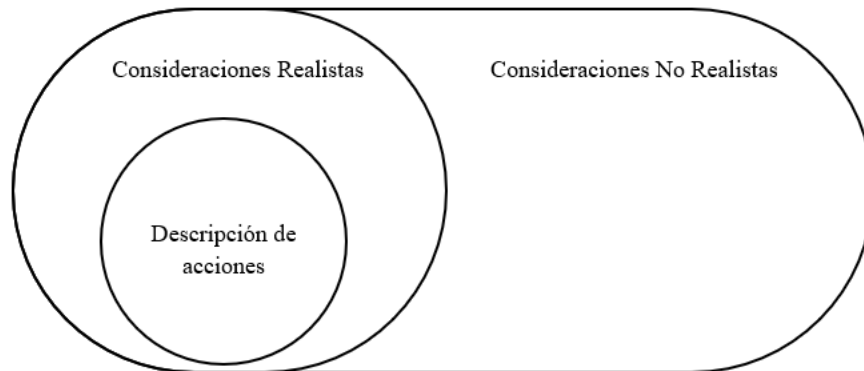 Consideraciones Realistas
Consideraciones No Realistas
Descripción de
acciones